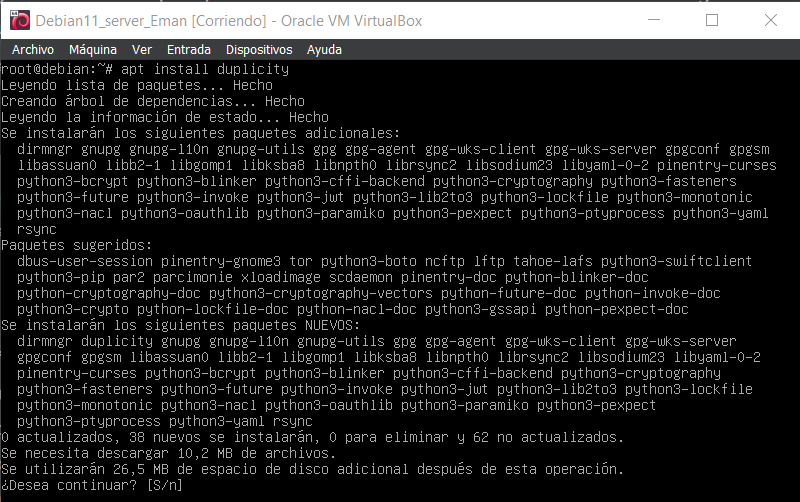 Debian11_server_Eman [Corriendo] - Oracle VM VirtualBox
Archivo Máquina Ver Entrada Dispositivos Ayuda
root@debian:~# apt install duplicity
Leyendo lista de paquetes... Hecho
Creando árbol de dependencias... Hecho
Leyendo la información de estado... Hecho
Se instalarán los siguientes paquetes adicionales:
dirmngr gnupg gnupg-l10n gnupg-utils gpg gpg-agent gpg-wks-client gpg-wks-server gpgconf gpgsm
libassuan0 libb2-1 libgomp1 libksba8 libnpth0 librsync2 libsodium23 libyaml-0-2 pinentry-curses
python3-bcrypt python3-blinker python3-cffi-backend python3-cryptography python3-fasteners
python3-future python3-invoke python3-jwt python3-lib2to3 python3-lockfile python3-monotonic
python3-nacl python3-oauthlib python3-paramiko python3-pexpect python3-ptyprocess python3-yaml
rsync
Paquetes sugeridos:
dbus-user-session pinentry-gnome3 tor python3-boto ncftp lftp tahoe-lafs python3-swiftclient
python3-pip par2 parcimonie xloadimage scdaemon pinentry-doc python-blinker-doc
python-cryptography-doc python3-cryptography-vectors python-future-doc python-invoke-doc
python3-crypto python-lockfile-doc python-nacl-doc python3-gssapi python-pexpect-doc
Se instalarán los siguientes paquetes NUEVOS:
dirmngr duplicity gnupg gnupg-l10n gnupg-utils gpg gpg-agent gpg-wks-client gpg-wks-server
gpgconf gpgsm libassuan0 libb2-1 libgomp1 libksba8 libnpth0 librsync2 libsodium23 libyaml-0-2
pinentry-curses python3-bcrypt python3-blinker python3-cffi-backend python3-cryptography
python3-fasteners python3-future python3-invoke python3-jwt python3-lib2to3 python3-lockfile
python3-monotonic python3-nacl python3-oauthlib python3-paramiko python3-pexpect
python3-ptyprocess python3-yaml rsync
0 actualizados, 38 nuevos se instalarán, 0 para eliminar y 62 no actualizados.
Se necesita descargar 10,2 MB de archivos.
Se utilizarán 26,5 MB de espacio de disco adicional después de esta operación.
¿Desea continuar? [S/n]